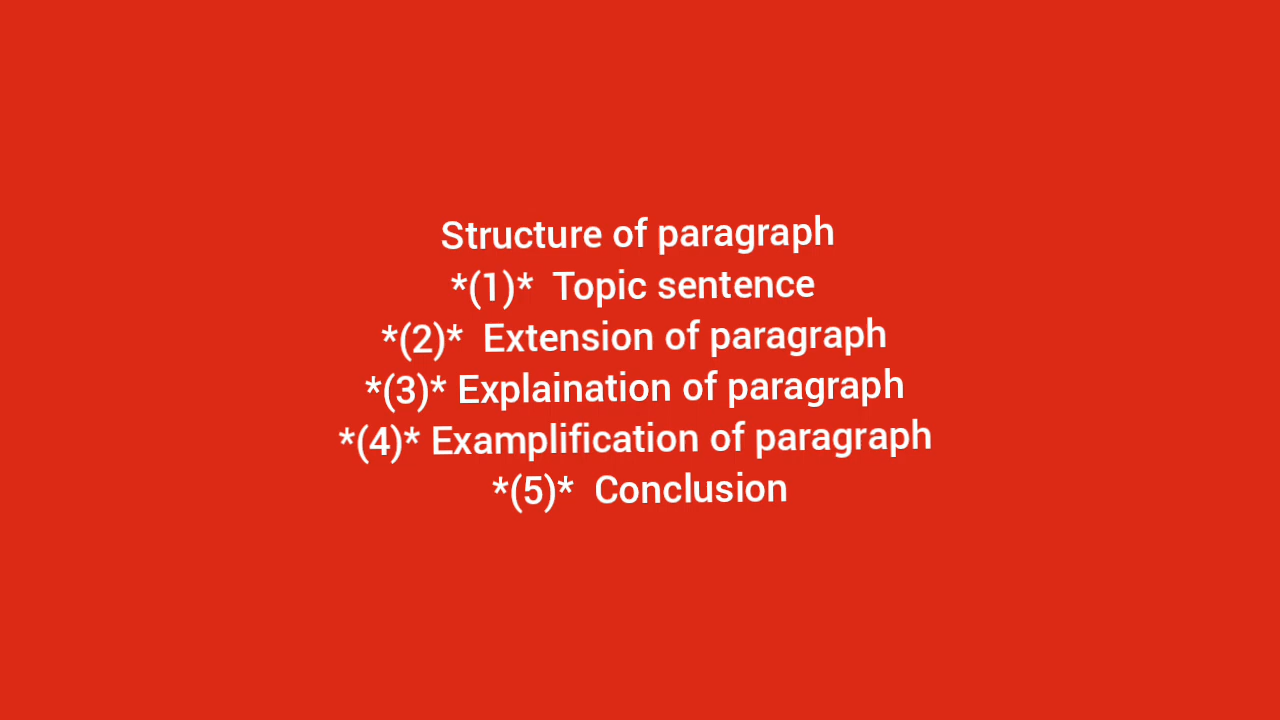 Structure of paragraph
*(1)*  Topic sentence
*(2)*  Extension of paragraph
*(3)* Explaination of paragraph
*(4)* Examplification of paragraph
*(5)*  Conclusion